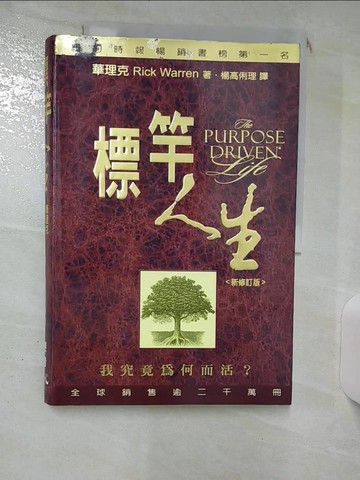 紐約時報暢銷書榜第一名
華理克 Rick Warren 著·楊高俐理 譯
標竿人生
The
PURPOSE
DRIVEN
Life
<新修訂版>
我究竟爲何而活?
全球銷售逾二千萬冊